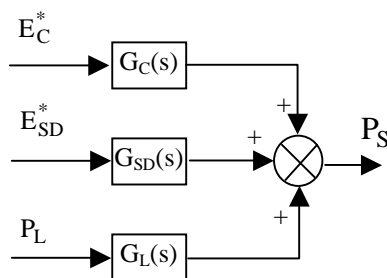 E*C
GC(s)
+
E*SD
GSD(s)
+
PS
PL
GL(s)
+